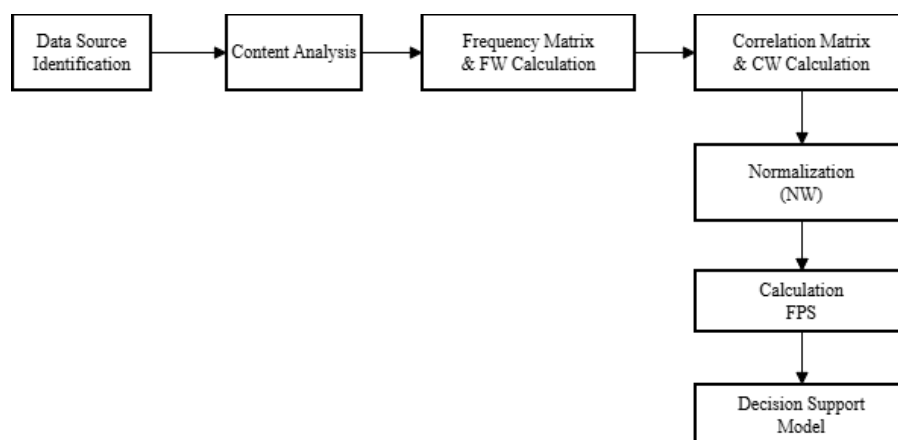 Data Source
Identification
Content Analysis
Frequency Matrix
& FW Calculation
Correlation Matrix
& CW Calculation
Normalization
(NW)
Calculation
FPS
Decision Support
Model